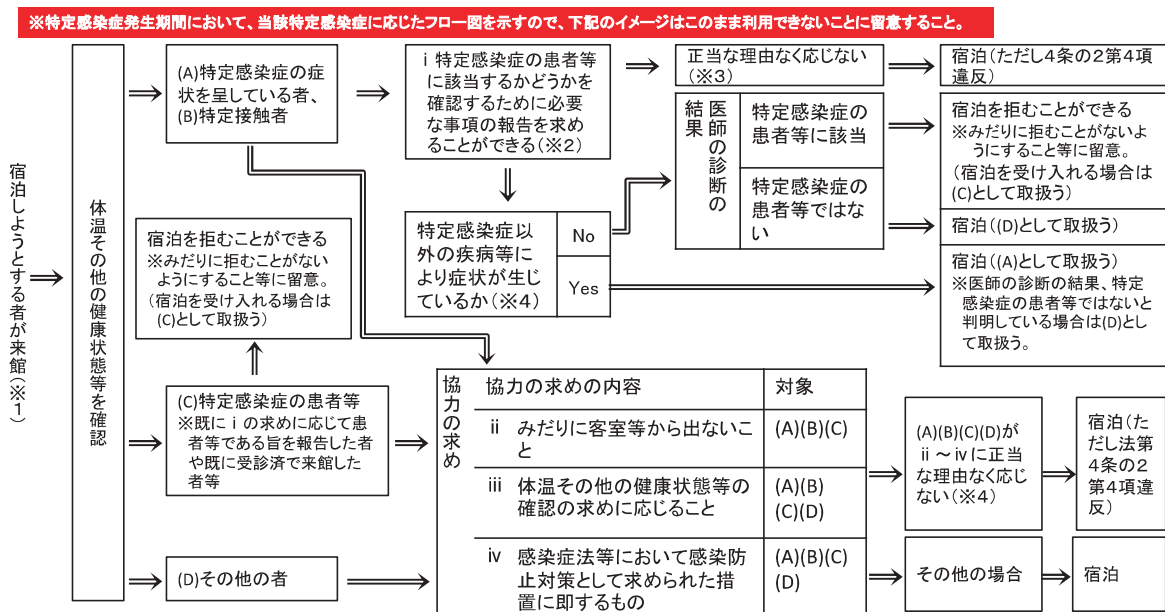 ※特定感染症発生期間において、当該特定感染症に応じたフロー図を示すので、下記のイメージはこのまま利用できないことに留意すること。
宿泊しようとする者が来館(※1)
体温その他の健康状態等を確認
(A)特定感染症の症
状を呈している者、
(B)特定接触者
ⅰ特定感染症の患者等
に該当するかどうかを
確認するために必要
な事項の報告を求め
ることができる(※2)
正当な理由なく応じない
(※3)
宿泊(ただし4条の2第4項
違反)
医師の診断の
結果
特定感染症の
患者等に該当
宿泊を拒むことができる
※みだりに拒むことがないよ
うにすること等に留意。
(宿泊を受け入れる場合は
(C)として取扱う)
特定感染症の
患者等ではな
い
宿泊((D)として取扱う)
特定感染症以
外の疾病等に
より症状が生じ
ているか(※4)
No
Yes
宿泊((A)として取扱う)
※医師の診断の結果、特定
感染症の患者等ではないと
判明している場合は(D)とし
て取扱う。
宿泊を拒むことができる
※みだりに拒むことがない
ようにすること等に留意。
(宿泊を受け入れる場合は
(C)として取扱う)
(C)特定感染症の患者等
※既にⅰの求めに応じて患
者等である旨を報告した者
や既に受診済で来館した
者等
(D)その他の者
協力の求め
協力の求めの内容
対象
ⅱ みだりに客室等から出ないこ
と
(A)(B)(C)
ⅲ 体温その他の健康状態等の
確認の求めに応じること
(A)(B)
(C)(D)
ⅳ 感染症法等において感染防
止対策として求められた措
置に即するもの
(A)(B)(C)
(D)
(A)(B)(C)(D)が
ⅱ～ⅳに正当
な理由なく応じ
ない(※4)
宿泊(た
だし法第
4条の2
第4項違
反)
その他の場合
宿泊